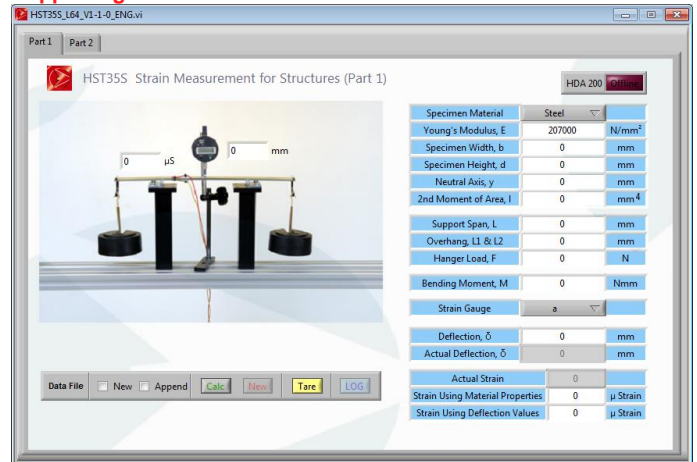 HST35S_L64_V1-1-0_ENG.vi
Part 1 Part 2
HST35S Strain Measurement for Structures (Part 1)
HDA 200 Offline
0 µS
0 mm
Specimen Material Steel
Young's Modulus, E 207000 N/mm²
Specimen Width, b 0 mm
Specimen Height, d 0 mm
Neutral Axis, y 0 mm
2nd Moment of Area, I 0 mm⁴
Support Span, L 0 mm
Overhang, L1 & L2 0 mm
Hanger Load, F 0 N
Bending Moment, M 0 Nmm
Strain Gauge a
Deflection, δ 0 mm
Actual Deflection, δ 0 mm
Actual Strain 0
Strain Using Material Properties 0 µ Strain
Strain Using Deflection Values 0 µ Strain
Data File New Append Calc New Tare LOG